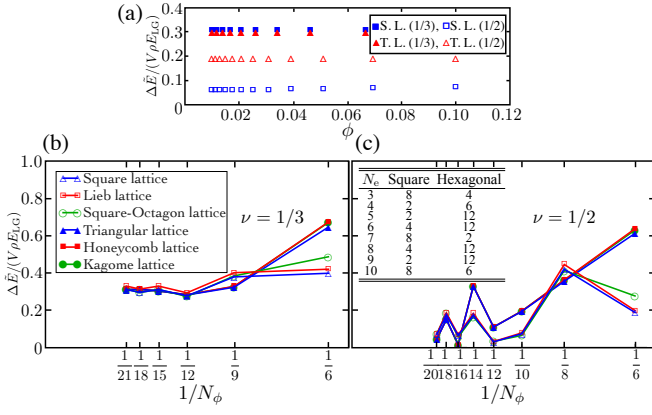 (a)
ΔẼ/(VρE_LG)
0.4
0.3
0.2
0.1
0
S. L. (1/3), S. L. (1/2)
T. L. (1/3), T. L. (1/2)
0.02 0.04 0.06 0.08 0.10 0.12
ϕ
(b)
ΔẼ/(VρE_LG)
1.0
0.8
0.6
0.4
0.2
0
Square lattice
Lieb lattice
Square-Octagon lattice
Triangular lattice
Honeycomb lattice
Kagome lattice
ν = 1/3
1/21 1/18 1/15 1/12 1/9 1/6
1/N_ϕ
(c)
N_e Square Hexagonal
3 8 4
4 2 6
5 2 12
6 4 12
7 8 2
8 4 12
9 2 12
10 8 6
ν = 1/2
1/20 1/18 1/16 1/14 1/12 1/10 1/8 1/6
1/N_ϕ